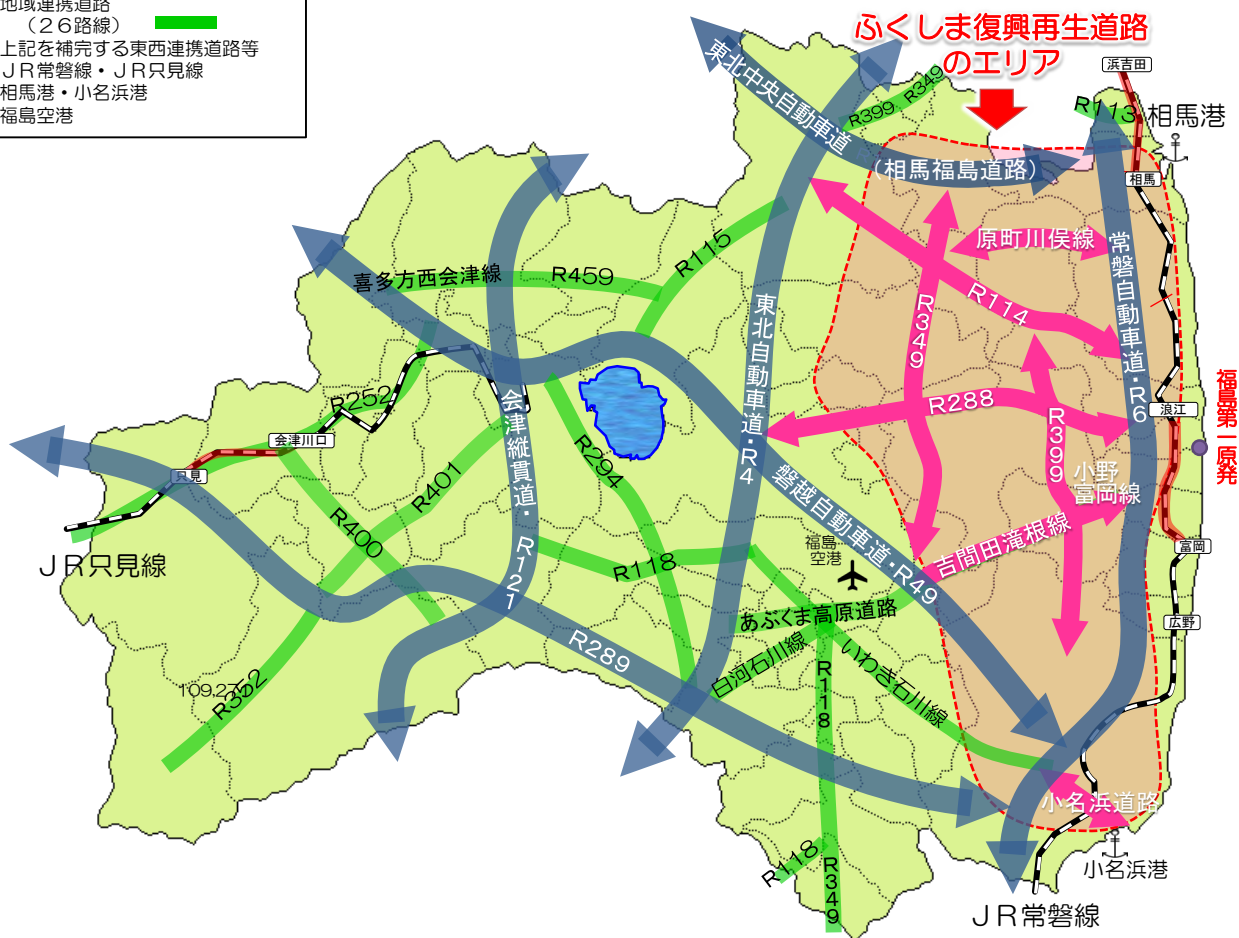 地域連携道路
(26路線)
上記を補完する東西連携道路等
JR常磐線・JR只見線
相馬港・小名浜港
福島空港
ふくしま復興再生道路
のエリア
浜吉田
東北中央自動車道
(相馬福島道路)
R399
R349
R113
相馬港
相馬
原町川俣線
常磐自動車道・R6
R115
喜多方西会津線
R459
R114
R349
東北自動車道・R4
R252
会津川口
只見
会津縦貫道・R121
R288
浪江
福島第一原発
R399
R294
R401
小野
富岡線
磐越自動車道・R49
R400
JR只見線
R118
福島
空港
吉間田滝根線
富岡
あぶくま高原道路
広野
R289
白河石川線
いわき石川線
R118
R352
小名浜道路
R118
R349
小名浜港
JR常磐線